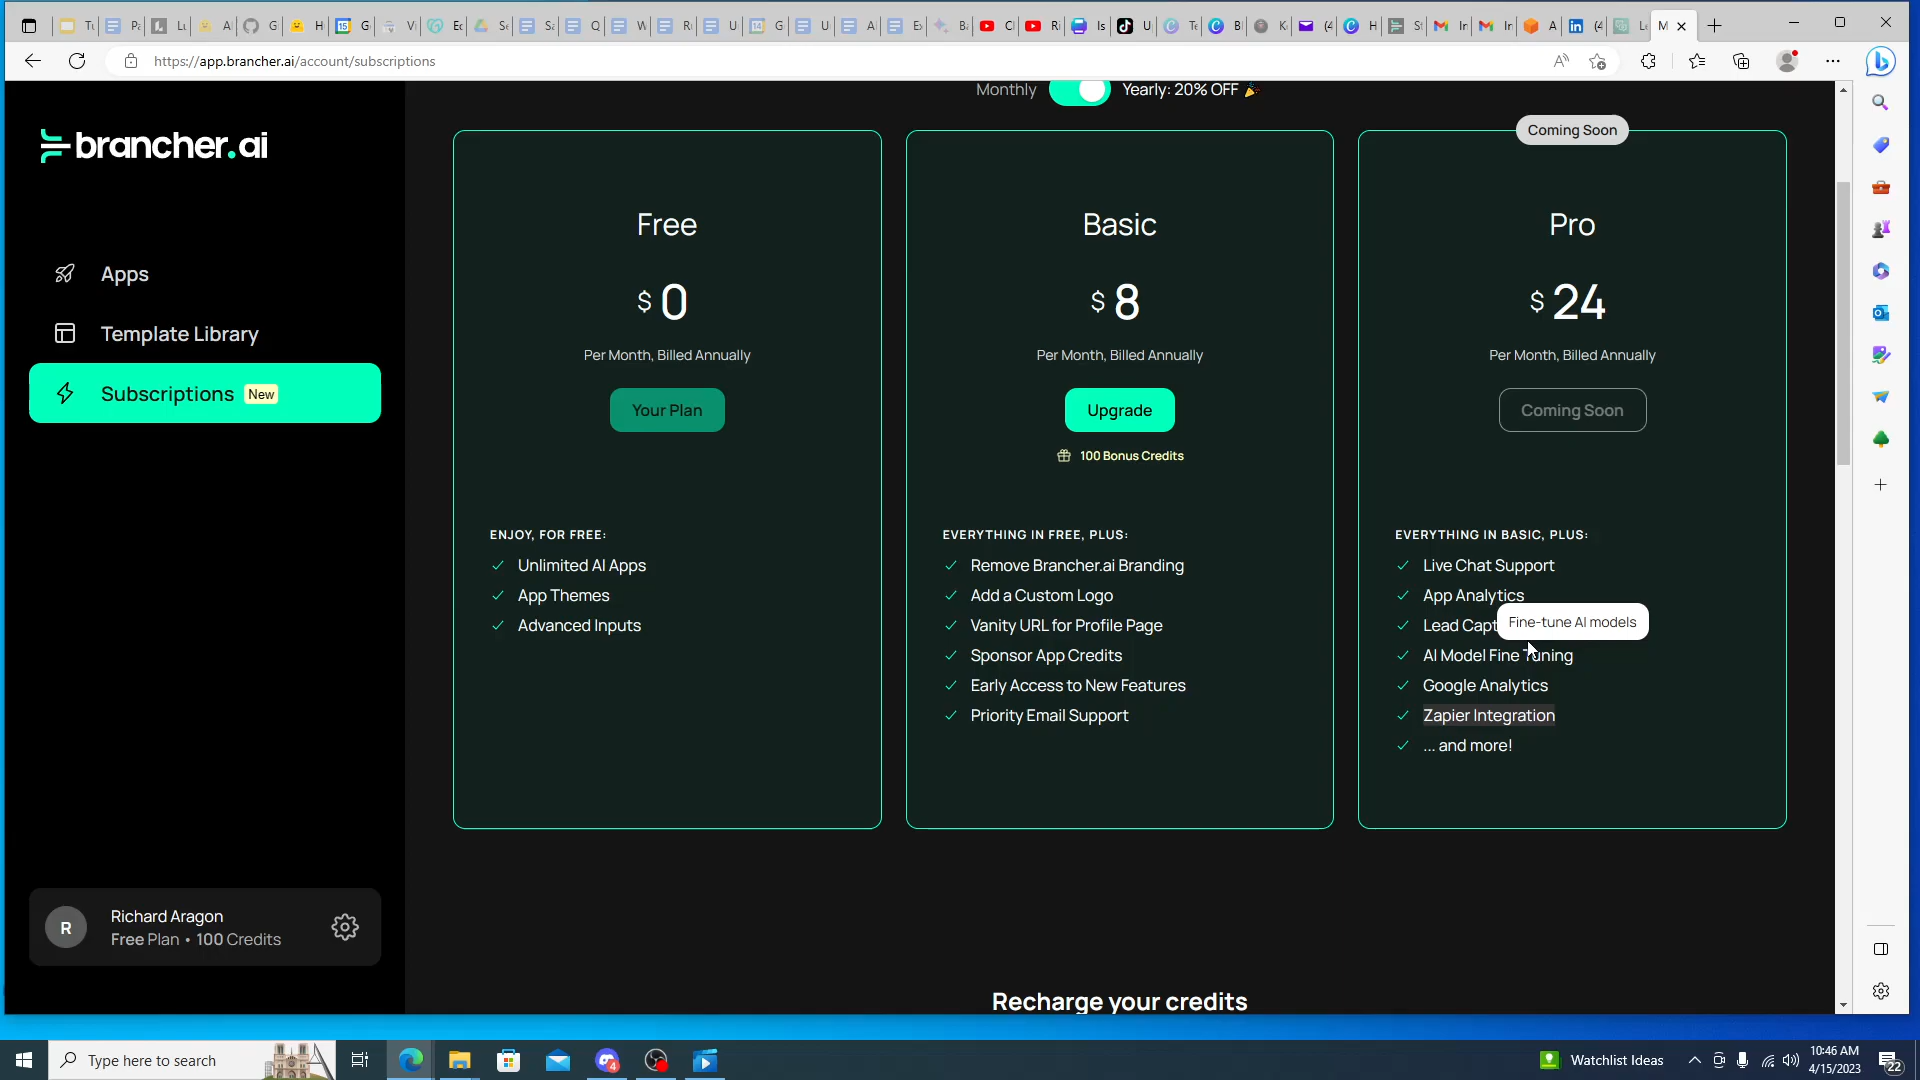 https://app.brancher.ai/account/subscriptions
brancher.ai
Apps
Template Library
Subscriptions New
R
Richard Aragon
Free Plan • 100 Credits
Monthly Yearly: 20% OFF 🎉
Free
$ 0
Per Month, Billed Annually
Your Plan
ENJOY, FOR FREE:
Unlimited AI Apps
App Themes
Advanced Inputs
Basic
$ 8
Per Month, Billed Annually
Upgrade
100 Bonus Credits
EVERYTHING IN FREE, PLUS:
Remove Brancher.ai Branding
Add a Custom Logo
Vanity URL for Profile Page
Sponsor App Credits
Early Access to New Features
Priority Email Support
Coming Soon
Pro
$ 24
Per Month, Billed Annually
Coming Soon
EVERYTHING IN BASIC, PLUS:
Live Chat Support
App Analytics
Lead Capt
Fine-tune AI models
AI Model Fine Tuning
Google Analytics
Zapier Integration
... and more!
Recharge your credits
Type here to search
Watchlist Ideas
10:46 AM
4/15/2023
22